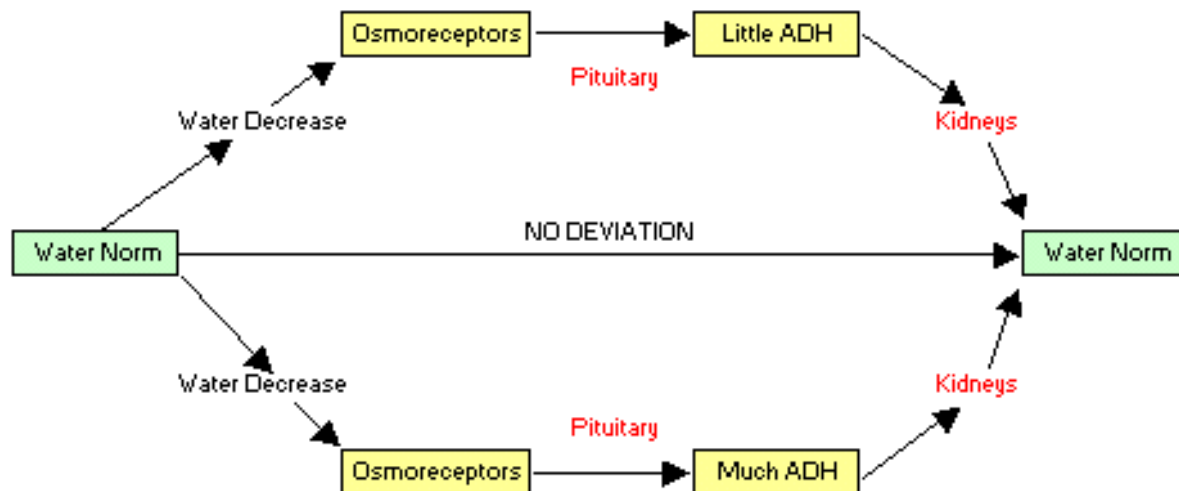 Osmoreceptors
Little ADH
Pituitary
Water Decrease
Kidneys
NO DEVIATION
Water Norm
Water Norm
Water Decrease
Kidneys
Pituitary
Osmoreceptors
Much ADH